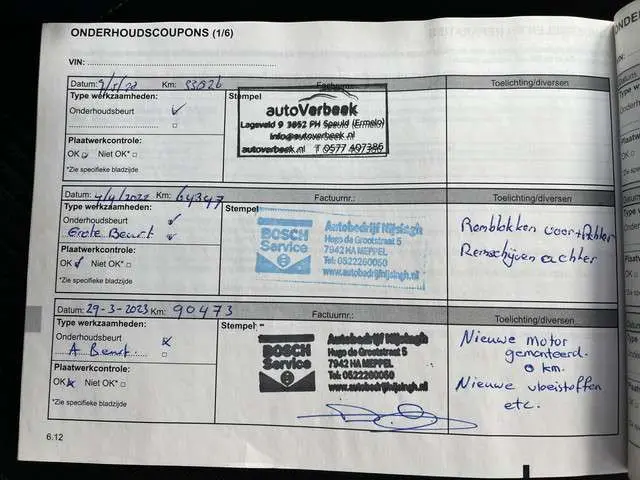 ONDERHOUDSCOUPONS (1/6)
VIN:
Datum: Km: 33026
Factuurnr.:
Toelichting/diversen
Type werkzaamheden:
Stempel
Onderhoudsbeurt
autoVerbeek
Lageveld 9 3852 PH Speuld (Ermelo)
info@autoverbeek.nl
autoverbeek.nl T 0577 407386
Plaatwerkcontrole:
OK Niet OK*
*Zie specifieke bladzijde
Datum: 4/4/2022 Km: 64347
Factuurnr.:
Toelichting/diversen
Type werkzaamheden:
Stempel
Onderhoudsbeurt
Grote Beurt
BOSCH
Service
Autobedrijf Nijsingh
Hugo de Grootstraat 5
7942 HA MEPPEL
Tel: 0522260050
www.autobedrijfnijsingh.nl
Remblokken voor+Achter
Remschijven achter
Plaatwerkcontrole:
OK Niet OK*
*Zie specifieke bladzijde
Datum: 29-3-2023 Km: 90473
Factuurnr.:
Toelichting/diversen
Type werkzaamheden:
Stempel
Onderhoudsbeurt
A Beurt
BOSCH
Service
Autobedrijf Nijsingh
Hugo de Grootstraat 5
7942 HA MEPPEL
Tel: 0522260050
www.autobedrijfnijsingh.nl
Nieuwe motor
gemonteerd.
0 km.
Nieuwe vloeistoffen
etc.
Plaatwerkcontrole:
OK Niet OK*
*Zie specifieke bladzijde
6.12